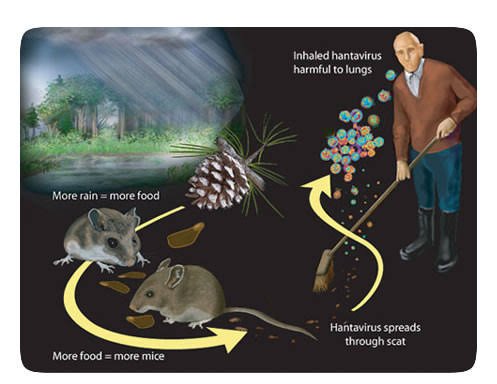 Inhaled hantavirus
harmful to lungs
More rain = more food
Hantavirus spreads
through scat
More food = more mice